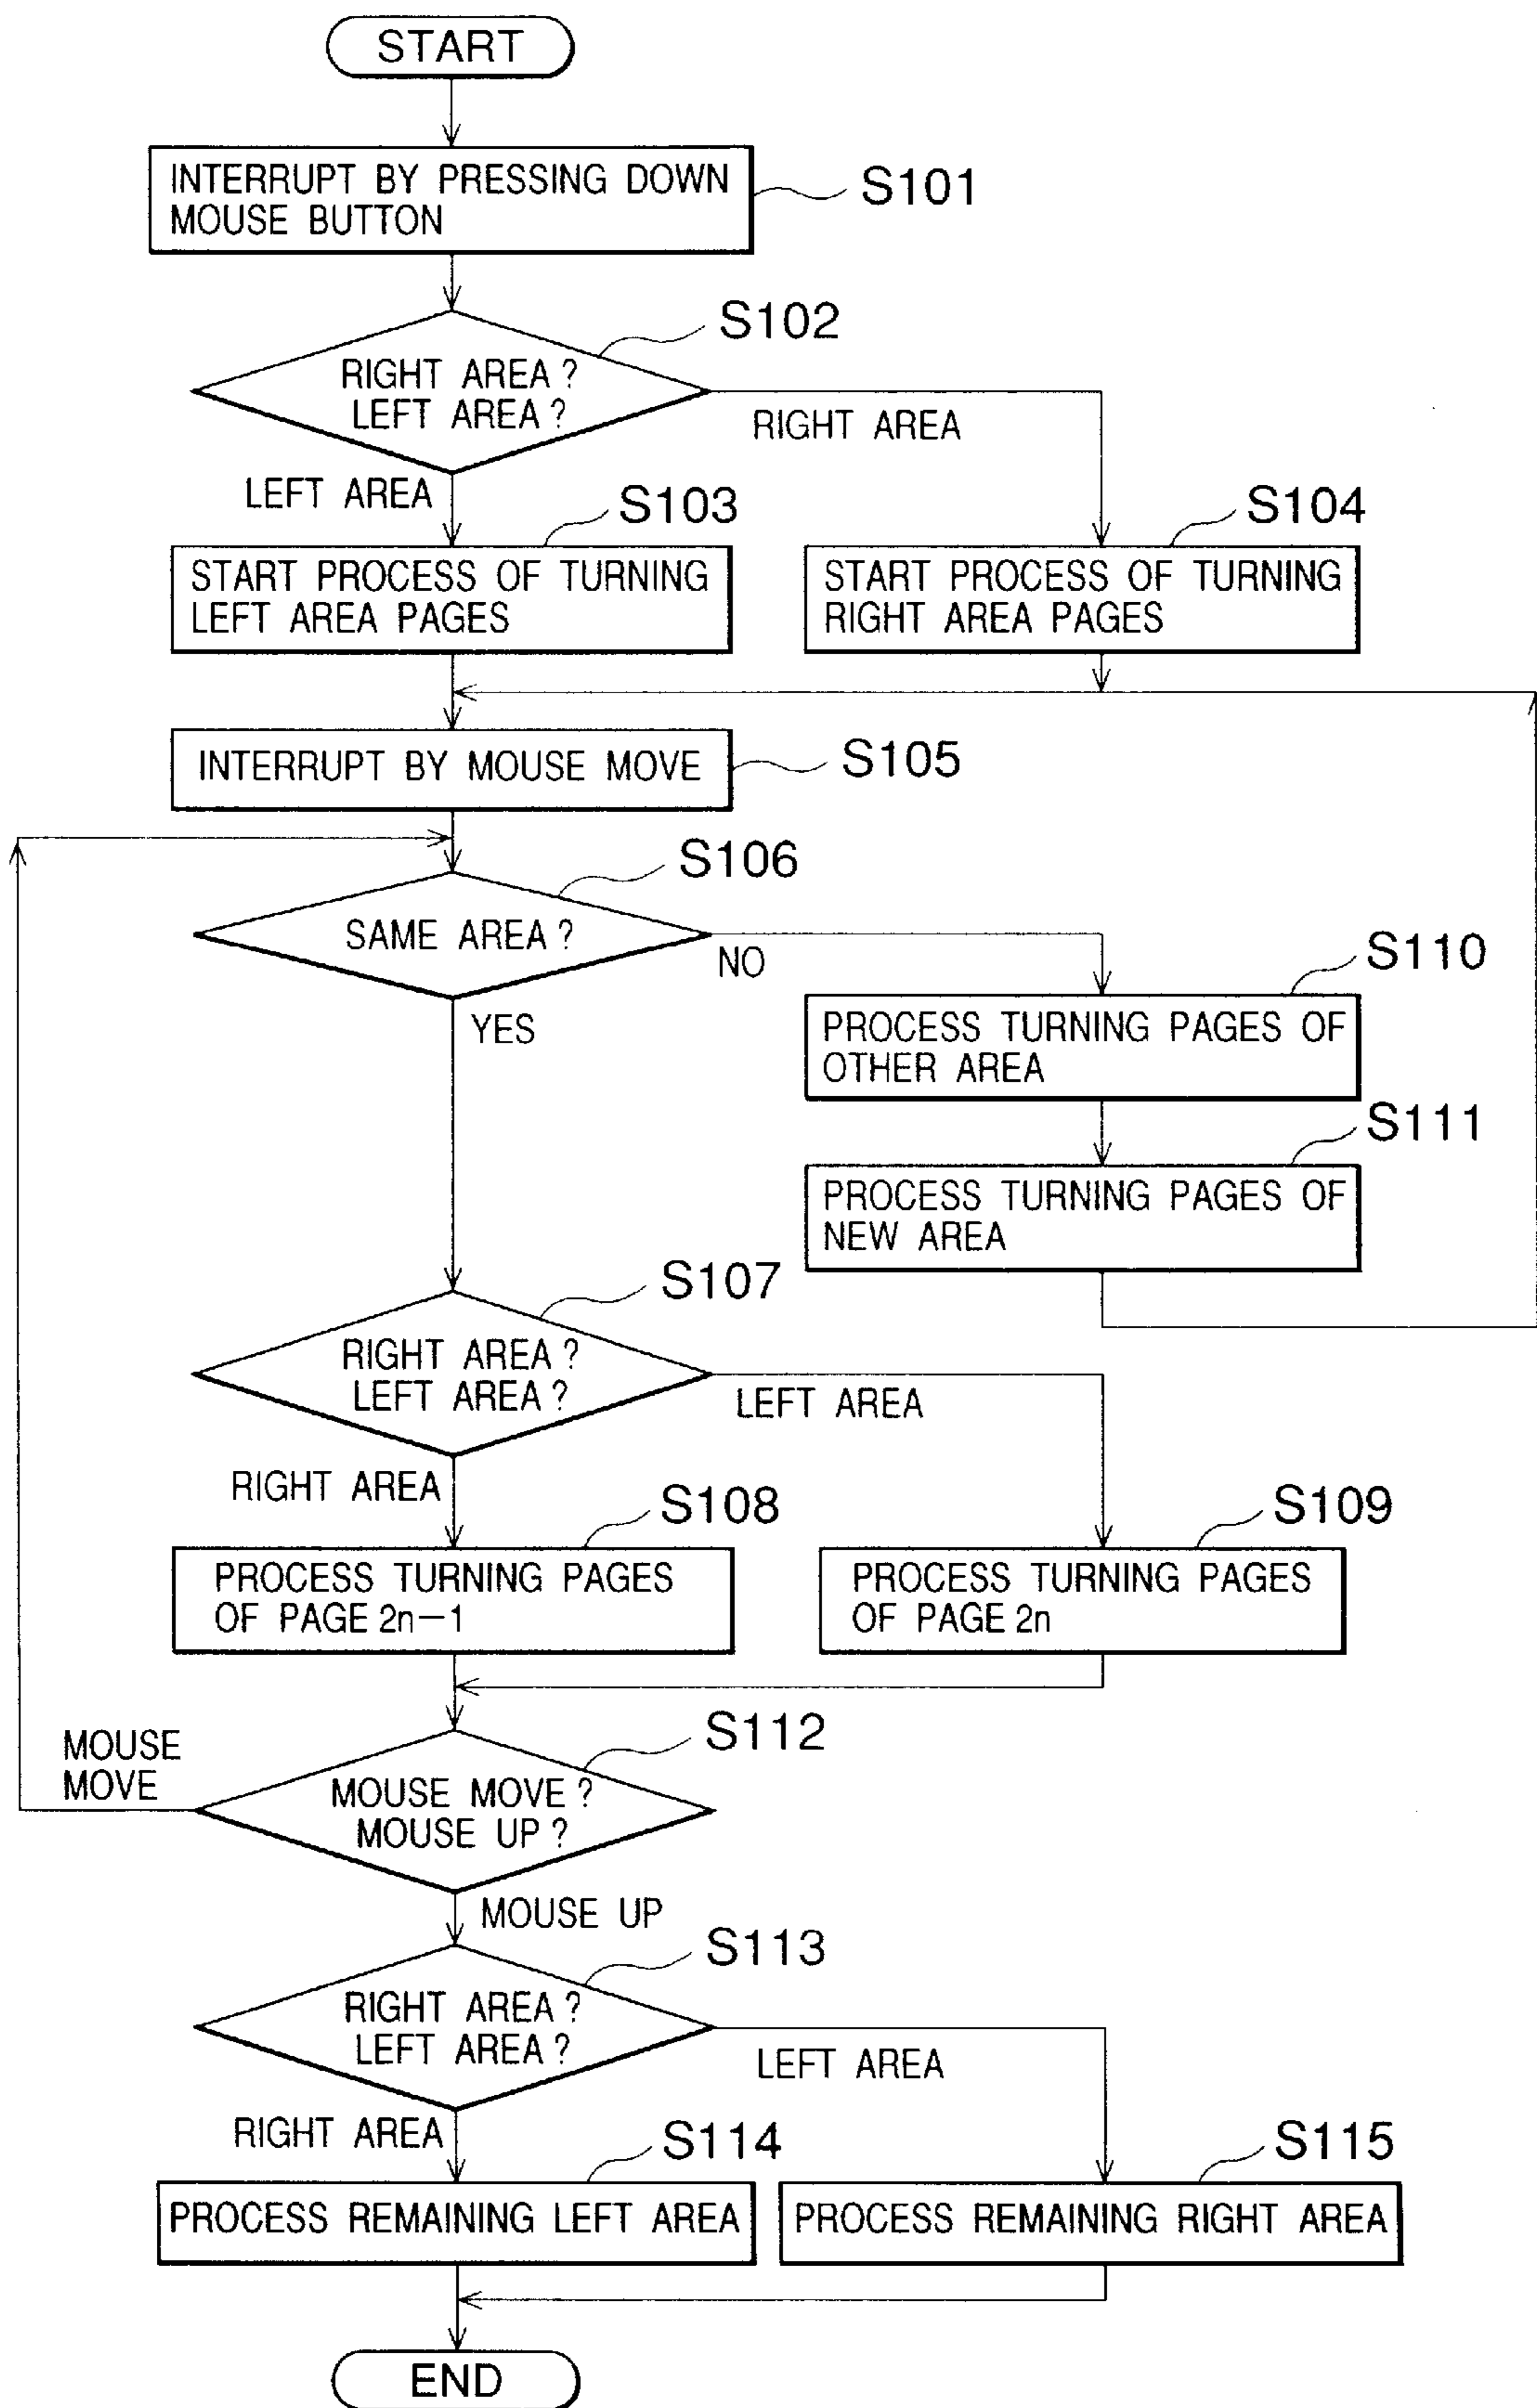 START
INTERRUPT BY PRESSING DOWN
MOUSE BUTTON
S101
S102
RIGHT AREA?
LEFT AREA?
RIGHT AREA
LEFT AREA
S103
S104
START PROCESS OF TURNING
LEFT AREA PAGES
START PROCESS OF TURNING
RIGHT AREA PAGES
INTERRUPT BY MOUSE MOVE
S105
S106
SAME AREA?
NO
YES
S110
PROCESS TURNING PAGES OF
OTHER AREA
S111
PROCESS TURNING PAGES OF
NEW AREA
S107
RIGHT AREA?
LEFT AREA?
LEFT AREA
RIGHT AREA
S108
S109
PROCESS TURNING PAGES
OF PAGE 2n-1
PROCESS TURNING PAGES
OF PAGE 2n
S112
MOUSE
MOVE
MOUSE MOVE?
MOUSE UP?
MOUSE UP
S113
RIGHT AREA?
LEFT AREA?
LEFT AREA
RIGHT AREA
S114
S115
PROCESS REMAINING LEFT AREA
PROCESS REMAINING RIGHT AREA
END